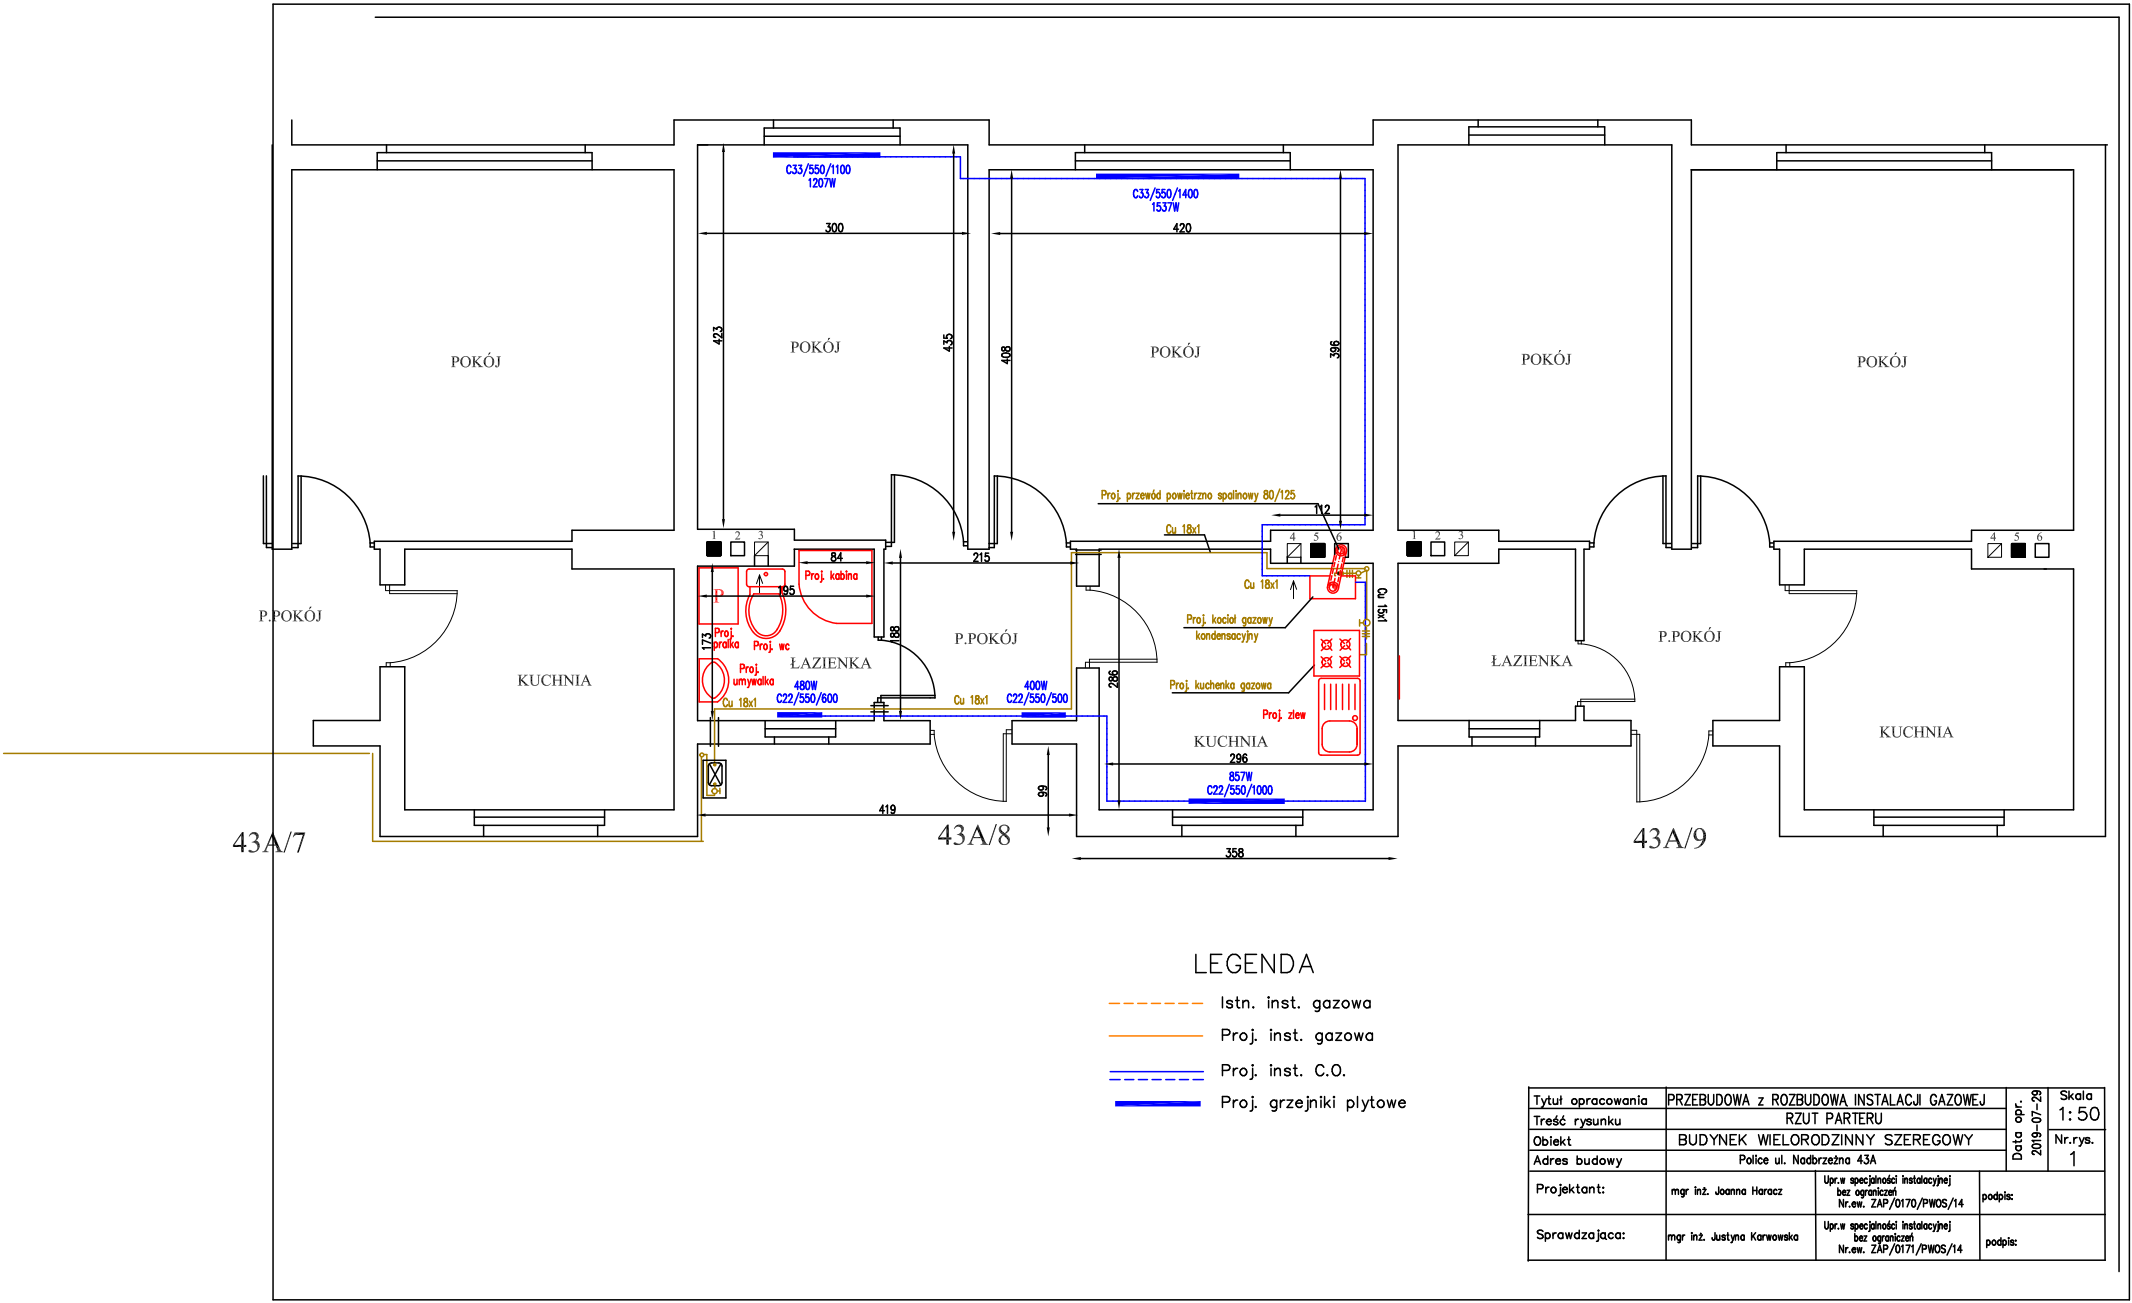 C33/550/1100
1207W
C33/550/1400
1537W
300
420
423
435
408
396
POKÓJ
POKÓJ
POKÓJ
POKÓJ
POKÓJ
Proj. przewód powietrzno spalinowy 80/125
112
Cu 18x1
1 2 3
4 5 6
1 2 3
4 5 6
84
215
Proj. kabina
195
Cu 18x1
Cu 15x1
P
P.POKÓJ
Proj.
pralka
Proj. wc
173
188
P.POKÓJ
Proj. kocioł gazowy
kondensacyjny
P.POKÓJ
ŁAZIENKA
ŁAZIENKA
Proj.
umywalka
KUCHNIA
480W
C22/550/600
400W
C22/550/500
286
Proj. kuchenka gazowa
Cu 18x1
Cu 18x1
Proj. zlew
KUCHNIA
KUCHNIA
296
857W
C22/550/1000
99
419
43A/7
43A/8
43A/9
358
LEGENDA
Istn. inst. gazowa
Proj. inst. gazowa
Proj. inst. C.O.
Proj. grzejniki plytowe
Tytuł opracowania
PRZEBUDOWA z ROZBUDOWĄ INSTALACJI GAZOWEJ
Treść rysunku
RZUT PARTERU
Obiekt
BUDYNEK WIELORODZINNY SZEREGOWY
Adres budowy
Police ul. Nadbrzeżna 43A
Data opr.
2019-07-29
Skala
1:50
Nr.rys.
1
Projektant:
mgr inż. Joanna Haracz
Upr.w specjalności instalacyjnej
bez ograniczeń
Nr.ew. ZAP/0170/PWOS/14
podpis:
Sprawdzająca:
mgr inż. Justyna Karwowska
Upr.w specjalności instalacyjnej
bez ograniczeń
Nr.ew. ZAP/0171/PWOS/14
podpis: